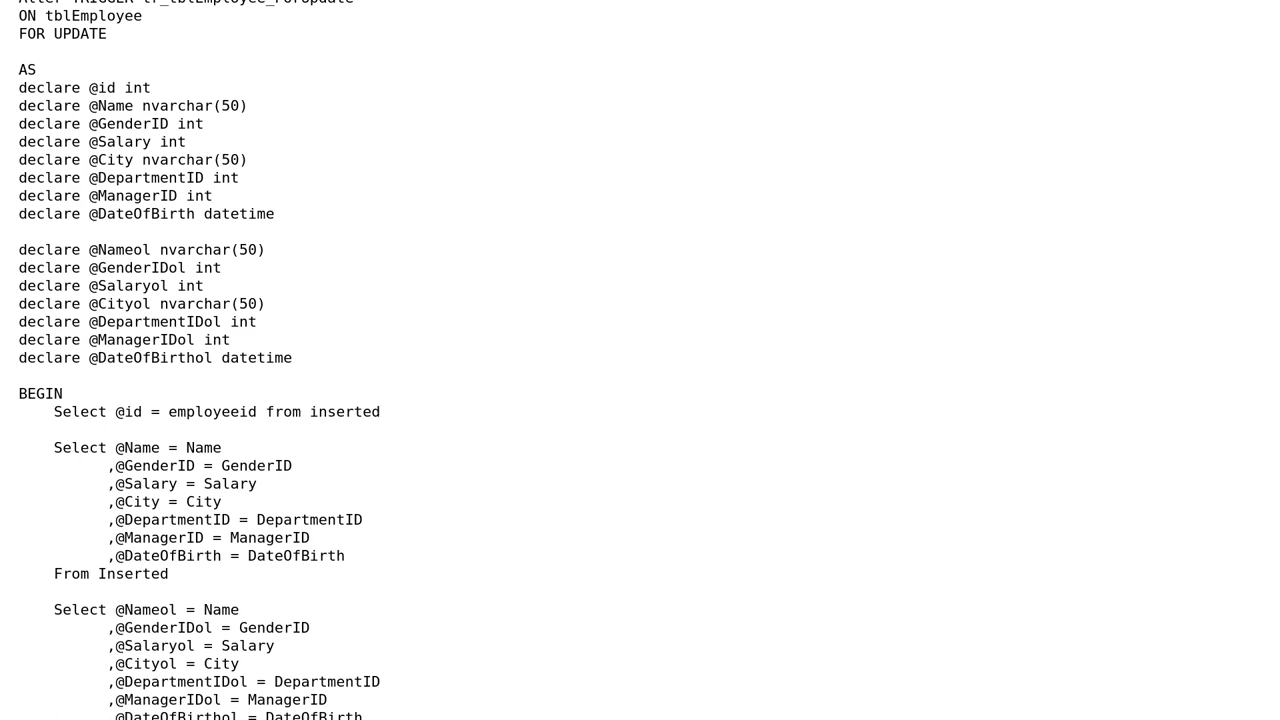 ON tblEmployee
FOR UPDATE
AS
declare @id int
declare @Name nvarchar(50)
declare @GenderID int
declare @Salary int
declare @City nvarchar(50)
declare @DepartmentID int
declare @ManagerID int
declare @DateOfBirth datetime
declare @Nameol nvarchar(50)
declare @GenderIDol int
declare @Salaryol int
declare @Cityol nvarchar(50)
declare @DepartmentIDol int
declare @ManagerIDol int
declare @DateOfBirthol datetime
BEGIN
Select @id = employeeid from inserted
Select @Name = Name
,@GenderID = GenderID
,@Salary = Salary
,@City = City
,@DepartmentID = DepartmentID
,@ManagerID = ManagerID
,@DateOfBirth = DateOfBirth
From Inserted
Select @Nameol = Name
,@GenderIDol = GenderID
,@Salaryol = Salary
,@Cityol = City
,@DepartmentIDol = DepartmentID
,@ManagerIDol = ManagerID
,@DateOfBirthol = DateOfBirth